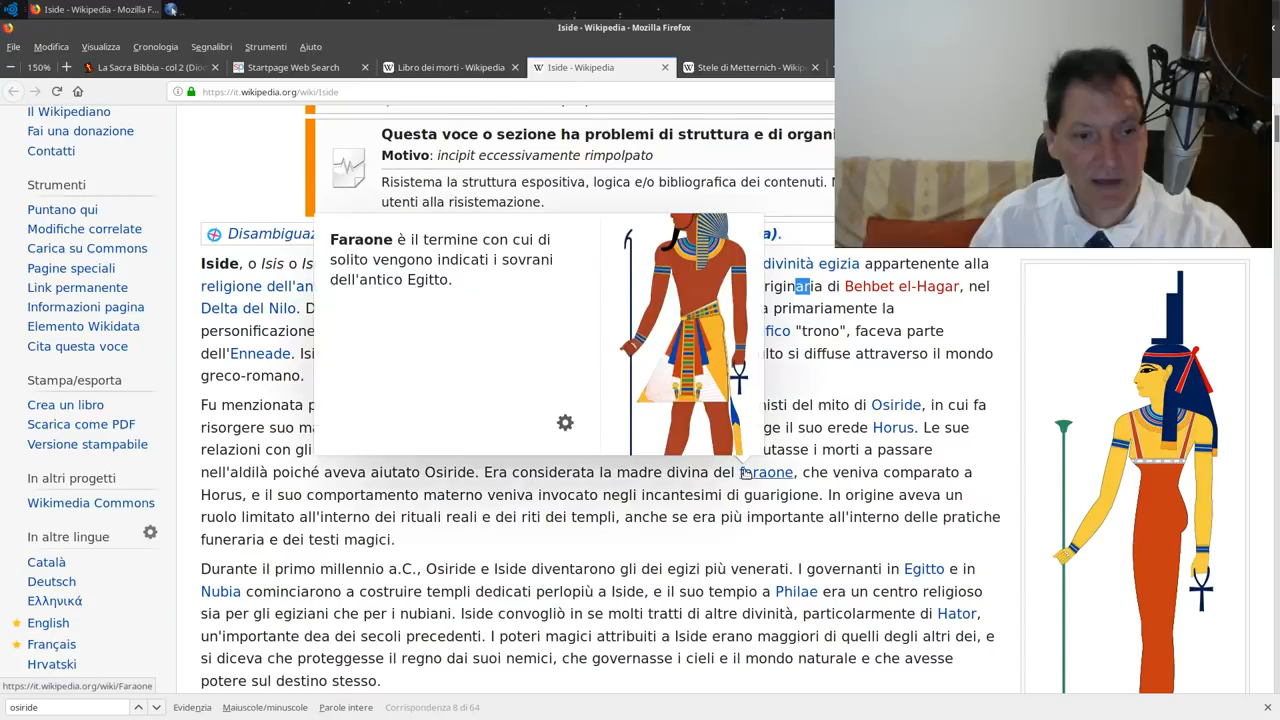 Iside - Wikipedia - Mozilla F...
Iside - Wikipedia - Mozilla Firefox
File Modifica Visualizza Cronologia Segnalibri Strumenti Aiuto
150% La Sacra Bibbia - col 2 (Dio Startpage Web Search Libro dei morti - Wikipedia Iside - Wikipedia Stele di Metternich - Wikip
https://it.wikipedia.org/wiki/Iside
Il Wikipediano
Fai una donazione
Contatti
Strumenti
Puntano qui
Modifiche correlate
Carica su Commons
Pagine speciali
Link permanente
Informazioni pagina
Elemento Wikidata
Cita questa voce
Stampa/esporta
Crea un libro
Scarica come PDF
Versione stampabile
In altri progetti
Wikimedia Commons
In altre lingue
Català
Deutsch
Ελληνικά
English
Français
Hrvatski
Questa voce o sezione ha problemi di struttura e di organi
Motivo: incipit eccessivamente rimpolpato
Risistema la struttura espositiva, logica e/o bibliografica dei contenuti.
utenti alla risistemazione.
Disambigua a).
Faraone è il termine con cui di
solito vengono indicati i sovrani
dell'antico Egitto.
Iside, o Isis o Is divinità egizia appartenente alla
religione dell'an riginaria di Behbet el-Hagar, nel
Delta del Nilo. D a primariamente la
personificazione fico "trono", faceva parte
dell'Enneade. Isi ulto si diffuse attraverso il mondo
greco-romano.
Fu menzionata p nisti del mito di Osiride, in cui fa
risorgere suo ma ge il suo erede Horus. Le sue
relazioni con gli utasse i morti a passare
nell'aldilà poiché aveva aiutato Osiride. Era considerata la madre divina del faraone, che veniva comparato a
Horus, e il suo comportamento materno veniva invocato negli incantesimi di guarigione. In origine aveva un
ruolo limitato all'interno dei rituali reali e dei riti dei templi, anche se era più importante all'interno delle pratiche
funeraria e dei testi magici.
Durante il primo millennio a.C., Osiride e Iside diventarono gli dei egizi più venerati. I governanti in Egitto e in
Nubia cominciarono a costruire templi dedicati perlopiù a Iside, e il suo tempio a Philae era un centro religioso
sia per gli egiziani che per i nubiani. Iside convogliò in se molti tratti di altre divinità, particolarmente di Hator,
un'importante dea dei secoli precedenti. I poteri magici attribuiti a Iside erano maggiori di quelli degli altri dei, e
si diceva che proteggesse il regno dai suoi nemici, che governasse i cieli e il mondo naturale e che avesse
potere sul destino stesso.
https://it.wikipedia.org/wiki/Faraone
osiride Evidenzia Maiuscole/minuscole Parole intere Corrispondenza 8 di 64